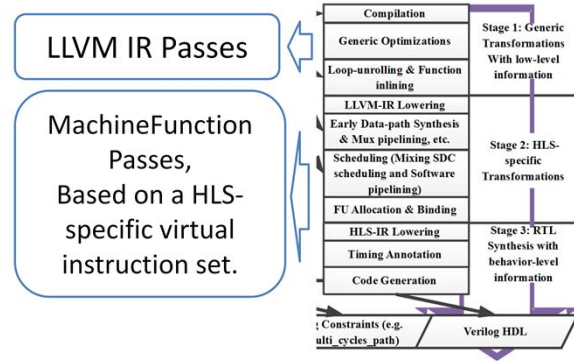 LLVM IR Passes
MachineFunction
Passes,
Based on a HLS-
specific virtual
instruction set.
Compilation
Generic Optimizations
Loop-unrolling & Function
inlining
LLVM-IR Lowering
Early Data-path Synthesis
& Mux pipelining, etc.
Scheduling (Mixing SDC
scheduling and Software
pipelining)
FU Allocation & Binding
HLS-IR Lowering
Timing Annotation
Code Generation
Stage 1: Generic
Transformations
With low-level
information
Stage 2: HLS-
specific
Transformations
Stage 3: RTL
Synthesis with
behavior-level
information
g Constraints (e.g.
ulti_cycles_path)
Verilog HDL